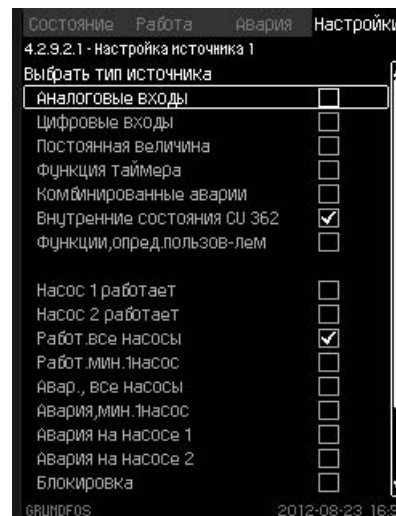 Состояние Работа Авария Настройки
4.2.9.2.1 - Настройка источника 1
Выбрать тип источника
Аналоговые входы
Цифровые входы
Постоянная величина
Функция таймера
Комбинированные аварии
Внутренние состояния CU 362
Функции,опред.пользов-лем
Насос 1 работает
Насос 2 работает
Работ.все насосы
Работ.мин.1насос
Авар., все насосы
Авария,мин.1насос
Авария на насосе 1
Авария на насосе 2
Блокировка
GRUNDFOS 2012-08-23 16:5